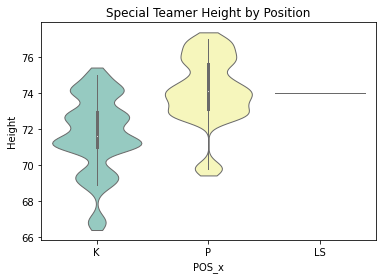 Special Teamer Height by Position
76
74
72
70
68
66
Height
K
P
LS
POS_x